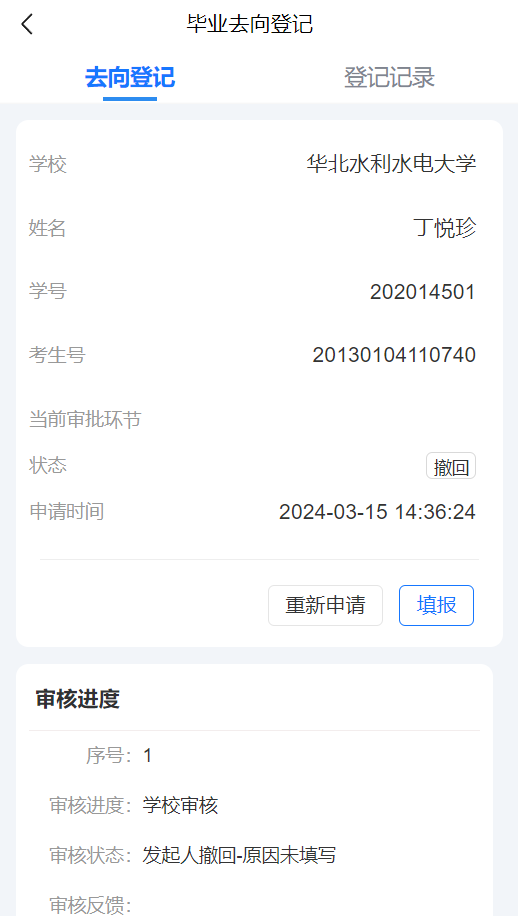 毕业去向登记
去向登记 登记记录
学校 华北水利水电大学
姓名 丁悦珍
学号 202014501
考生号 20130104110740
当前审批环节
状态 撤回
申请时间 2024-03-15 14:36:24
重新申请 填报
审核进度
序号: 1
审核进度: 学校审核
审核状态: 发起人撤回-原因未填写
审核反馈: